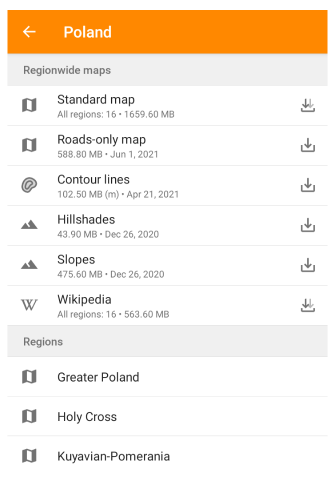 Poland
Regionwide maps
Standard map
All regions: 16 • 1659.60 MB
Roads-only map
588.80 MB • Jun 1, 2021
Contour lines
102.50 MB (m) • Apr 21, 2021
Hillshades
43.90 MB • Dec 26, 2020
Slopes
475.60 MB • Dec 26, 2020
W Wikipedia
All regions: 16 • 563.60 MB
Regions
Greater Poland
Holy Cross
Kuyavian-Pomerania